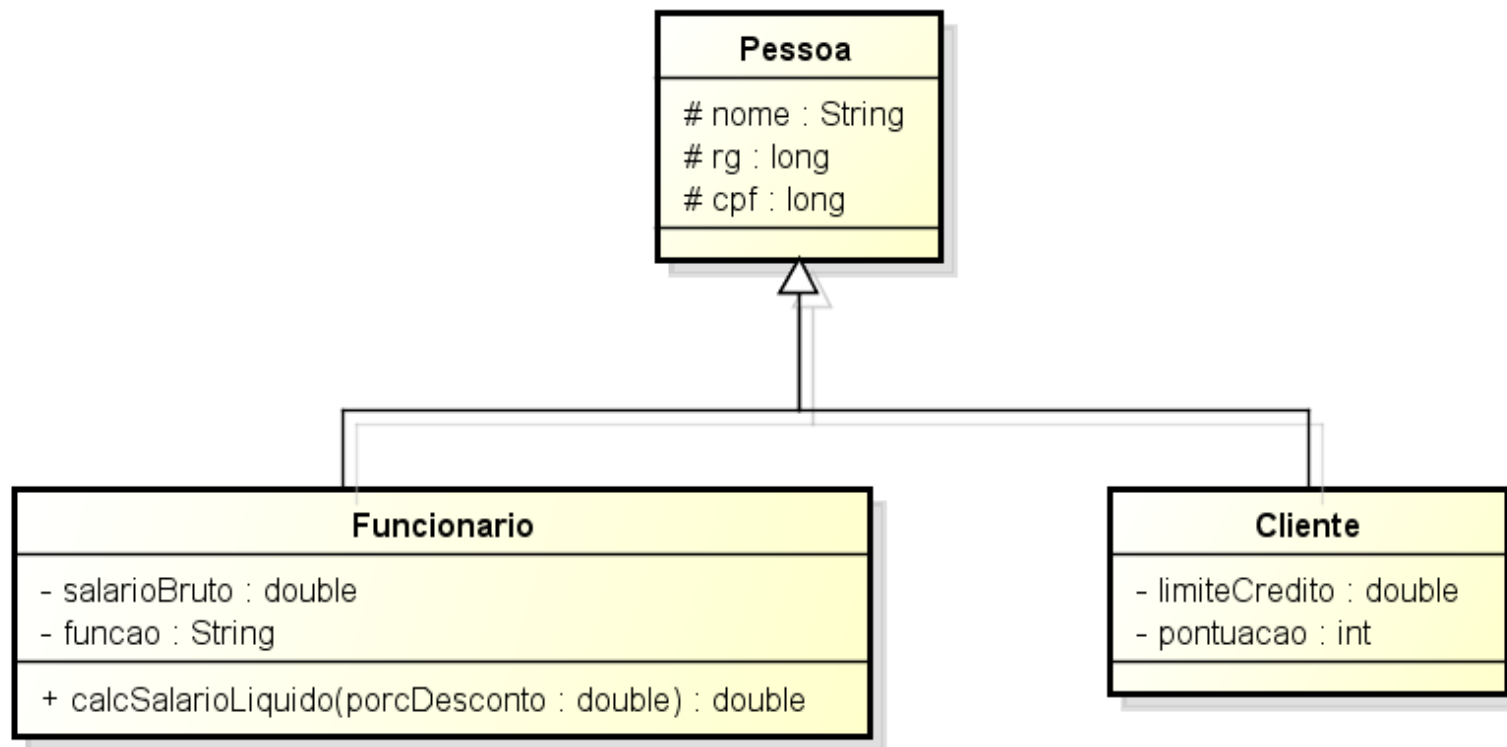 Pessoa
# nome : String
# rg : long
# cpf : long
Funcionario
- salarioBruto : double
- funcao : String
+ calcSalarioLiquido(porcDesconto : double) : double
Cliente
- limiteCredito : double
- pontuacao : int